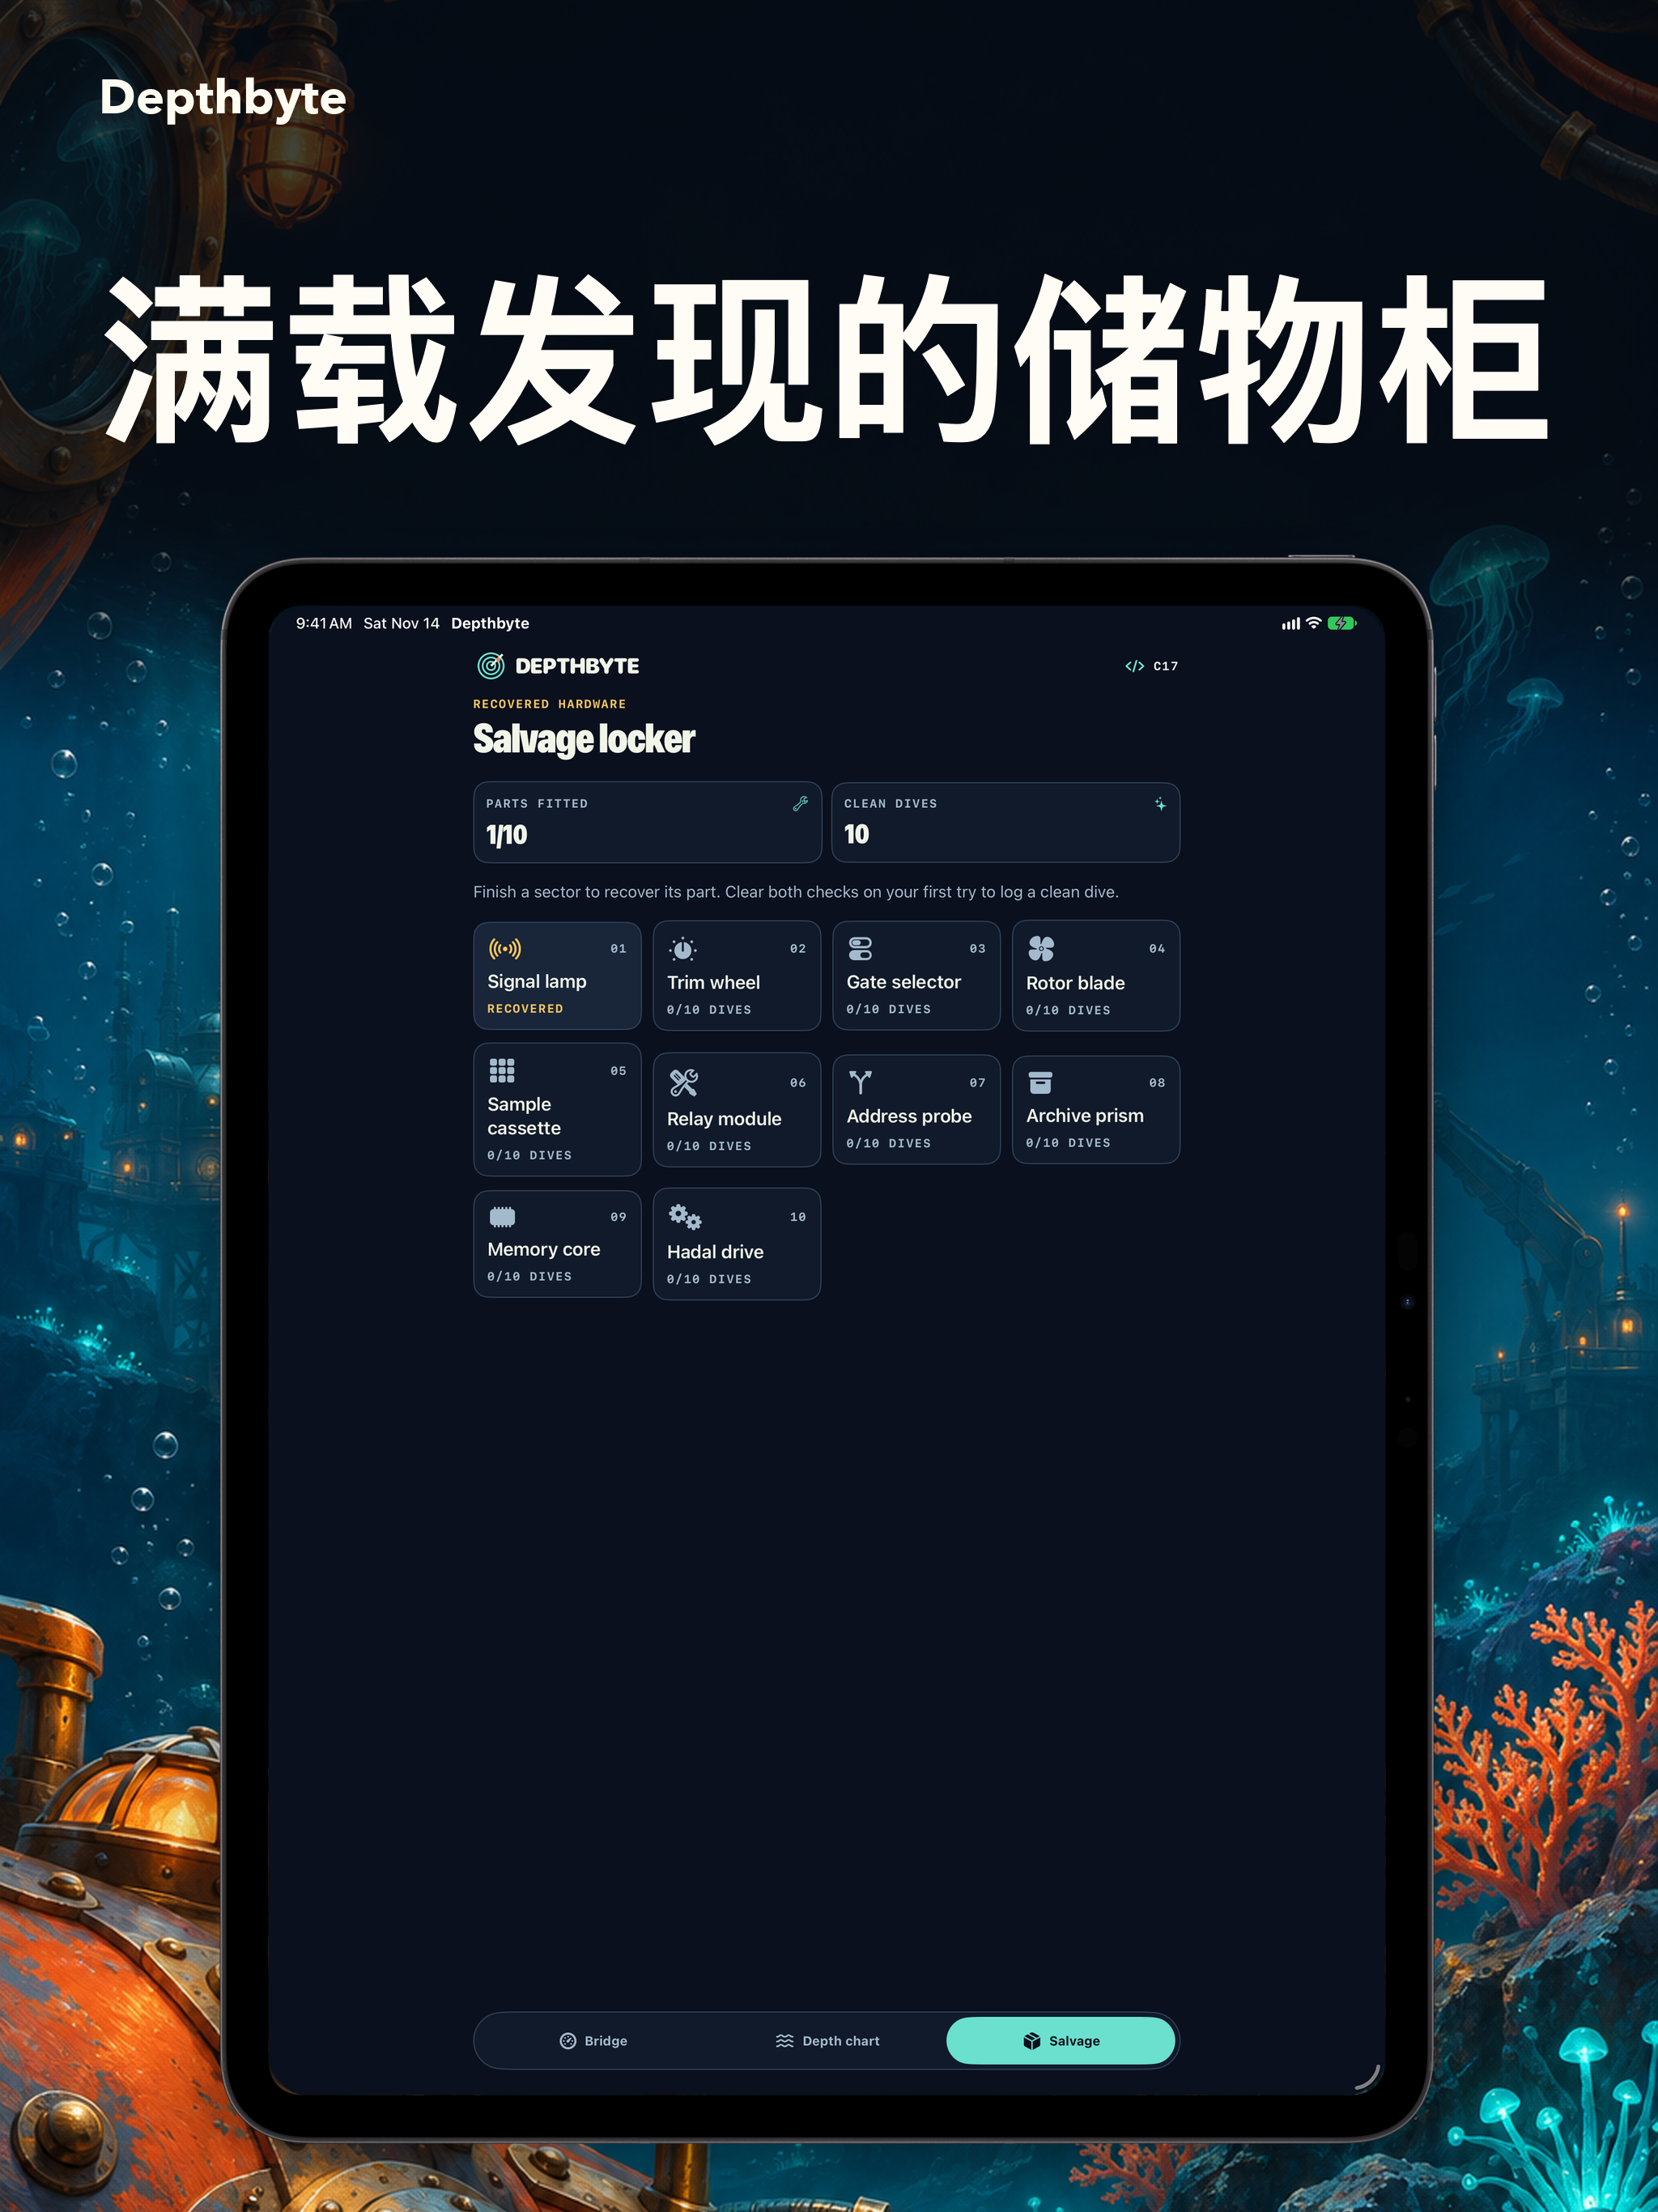 Depthbyte
满载发现的储物柜
9:41 AM Sat Nov 14 Depthbyte
DEPTHBYTE
</> C17
RECOVERED HARDWARE
Salvage locker
PARTS FITTED
1/10
CLEAN DIVES
10
Finish a sector to recover its part. Clear both checks on your first try to log a clean dive.
01
Signal lamp
RECOVERED
02
Trim wheel
0/10 DIVES
03
Gate selector
0/10 DIVES
04
Rotor blade
0/10 DIVES
05
Sample
cassette
0/10 DIVES
06
Relay module
0/10 DIVES
07
Address probe
0/10 DIVES
08
Archive prism
0/10 DIVES
09
Memory core
0/10 DIVES
10
Hadal drive
0/10 DIVES
Bridge
Depth chart
Salvage